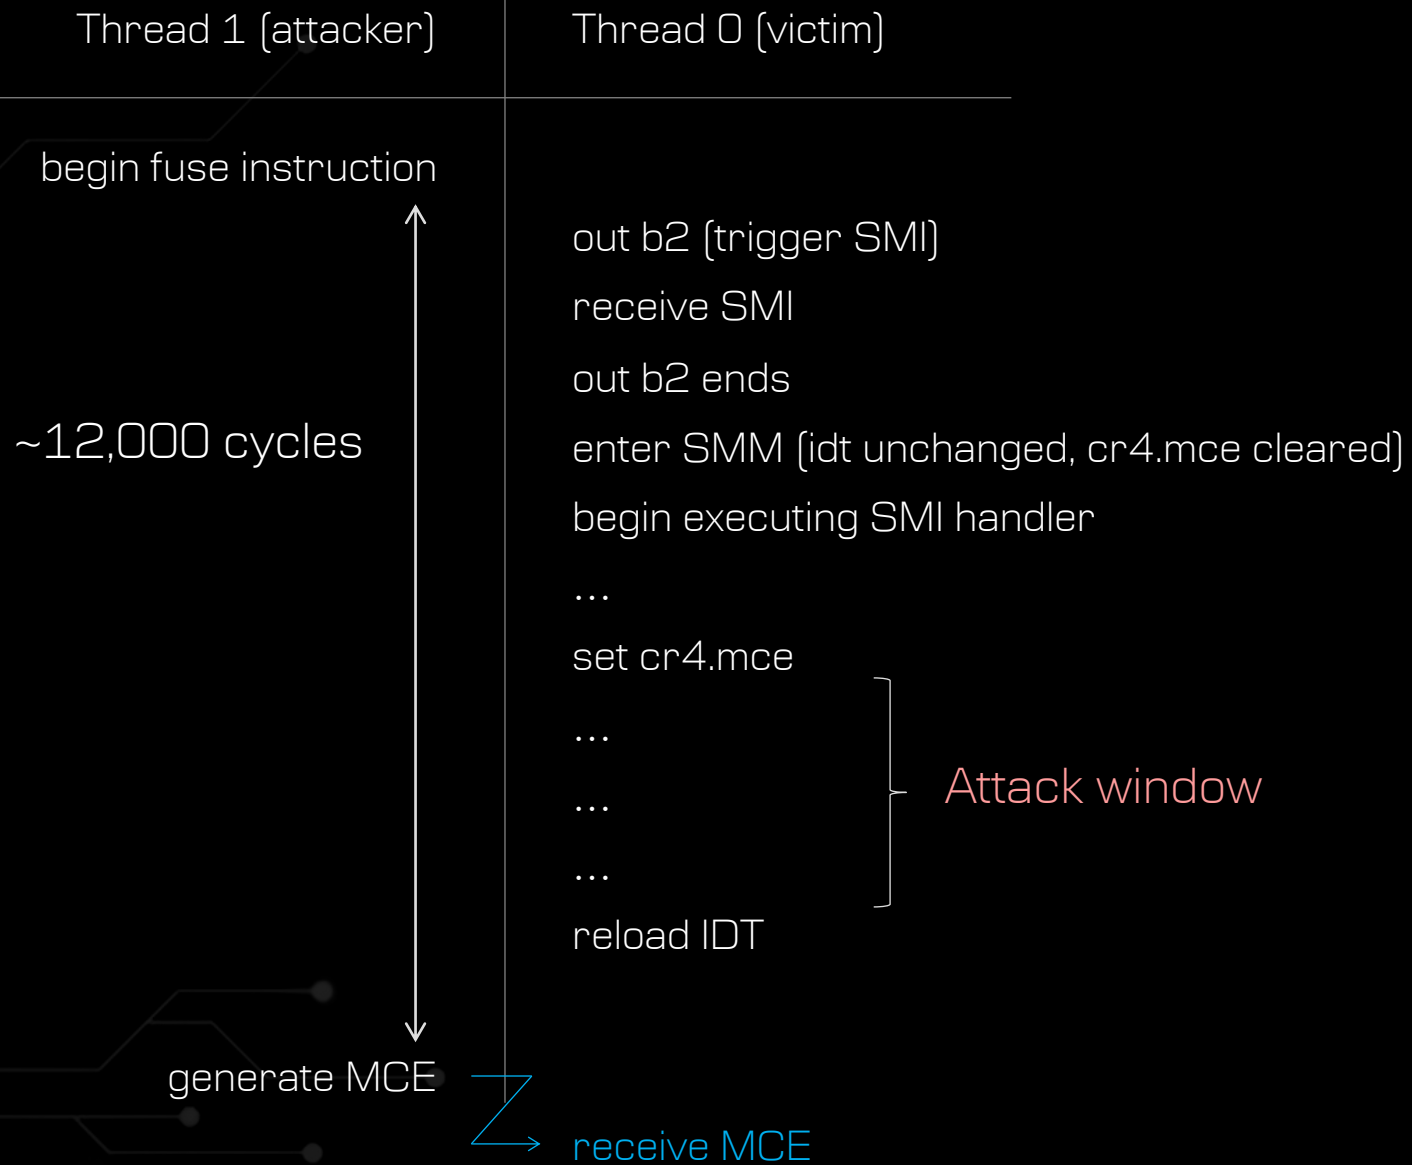 Thread 1 (attacker)
Thread 0 (victim)
begin fuse instruction
out b2 (trigger SMI)
receive SMI
out b2 ends
~12,000 cycles
enter SMM (idt unchanged, cr4.mce cleared)
begin executing SMI handler
...
set cr4.mce
...
Attack window
...
...
reload IDT
generate MCE
receive MCE